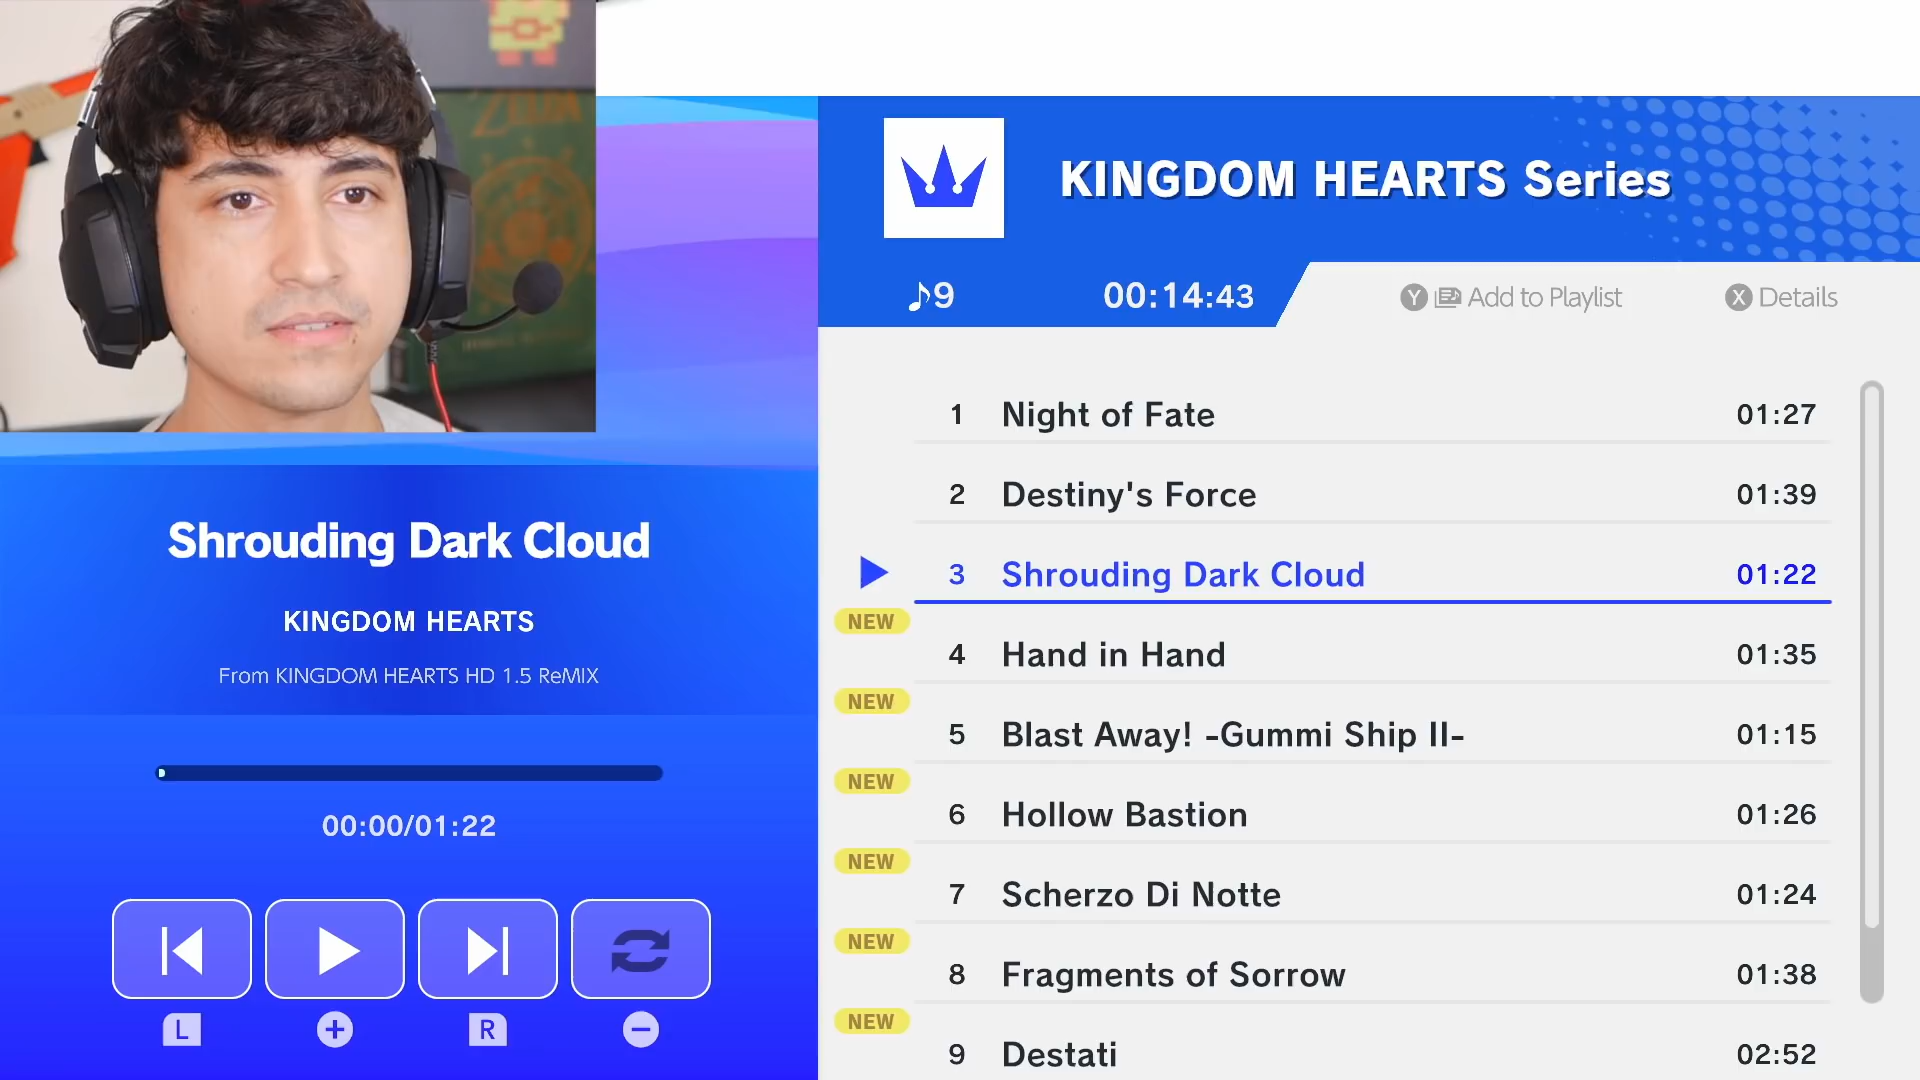 ZELDA
KINGDOM HEARTS Series
9
00:14:43
Y Add to Playlist
X Details
1 Night of Fate 01:27
2 Destiny's Force 01:39
3 Shrouding Dark Cloud 01:22
NEW
4 Hand in Hand 01:35
NEW
5 Blast Away! -Gummi Ship II- 01:15
NEW
6 Hollow Bastion 01:26
NEW
7 Scherzo Di Notte 01:24
NEW
8 Fragments of Sorrow 01:38
NEW
9 Destati 02:52
Shrouding Dark Cloud
KINGDOM HEARTS
From KINGDOM HEARTS HD 1.5 ReMIX
00:00/01:22
L + R −